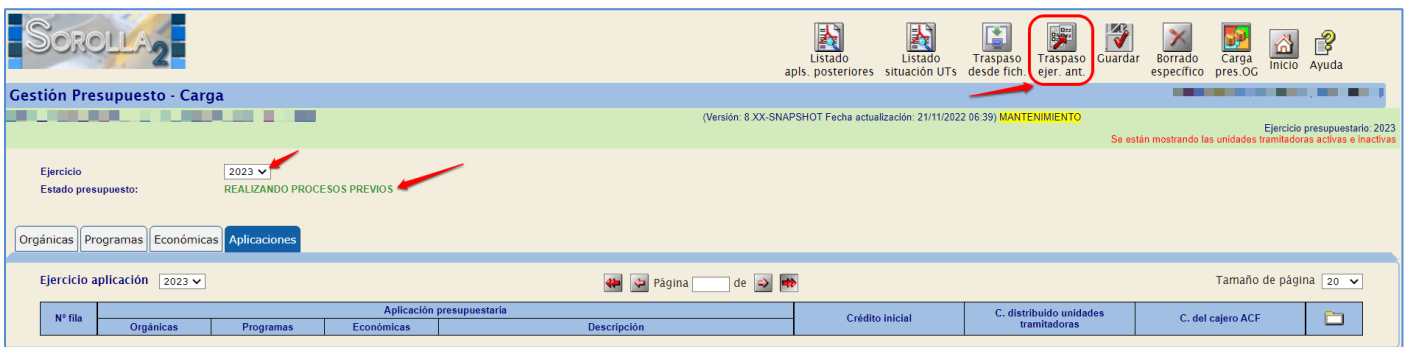 SOROLLA2
Listado apls. posteriores
Listado situación UTs
Traspaso desde fich.
Traspaso ejer. ant.
Guardar
Borrado específico
Carga pres.OG
Inicio
Ayuda
Gestión Presupuesto - Carga
(Versión: 8.XX-SNAPSHOT Fecha actualización: 21/11/2022 06:39) MANTENIMIENTO
Ejercicio presupuestario: 2023
Se están mostrando las unidades tramitadoras activas e inactivas
Ejercicio 2023
Estado presupuesto: REALIZANDO PROCESOS PREVIOS
Orgánicas Programas Económicas Aplicaciones
Ejercicio aplicación 2023 Página de Tamaño de página 20
Nº fila Aplicación presupuestaria Crédito inicial C. distribuido unidades tramitadoras C. del cajero ACF
Orgánicas Programas Económicas Descripción